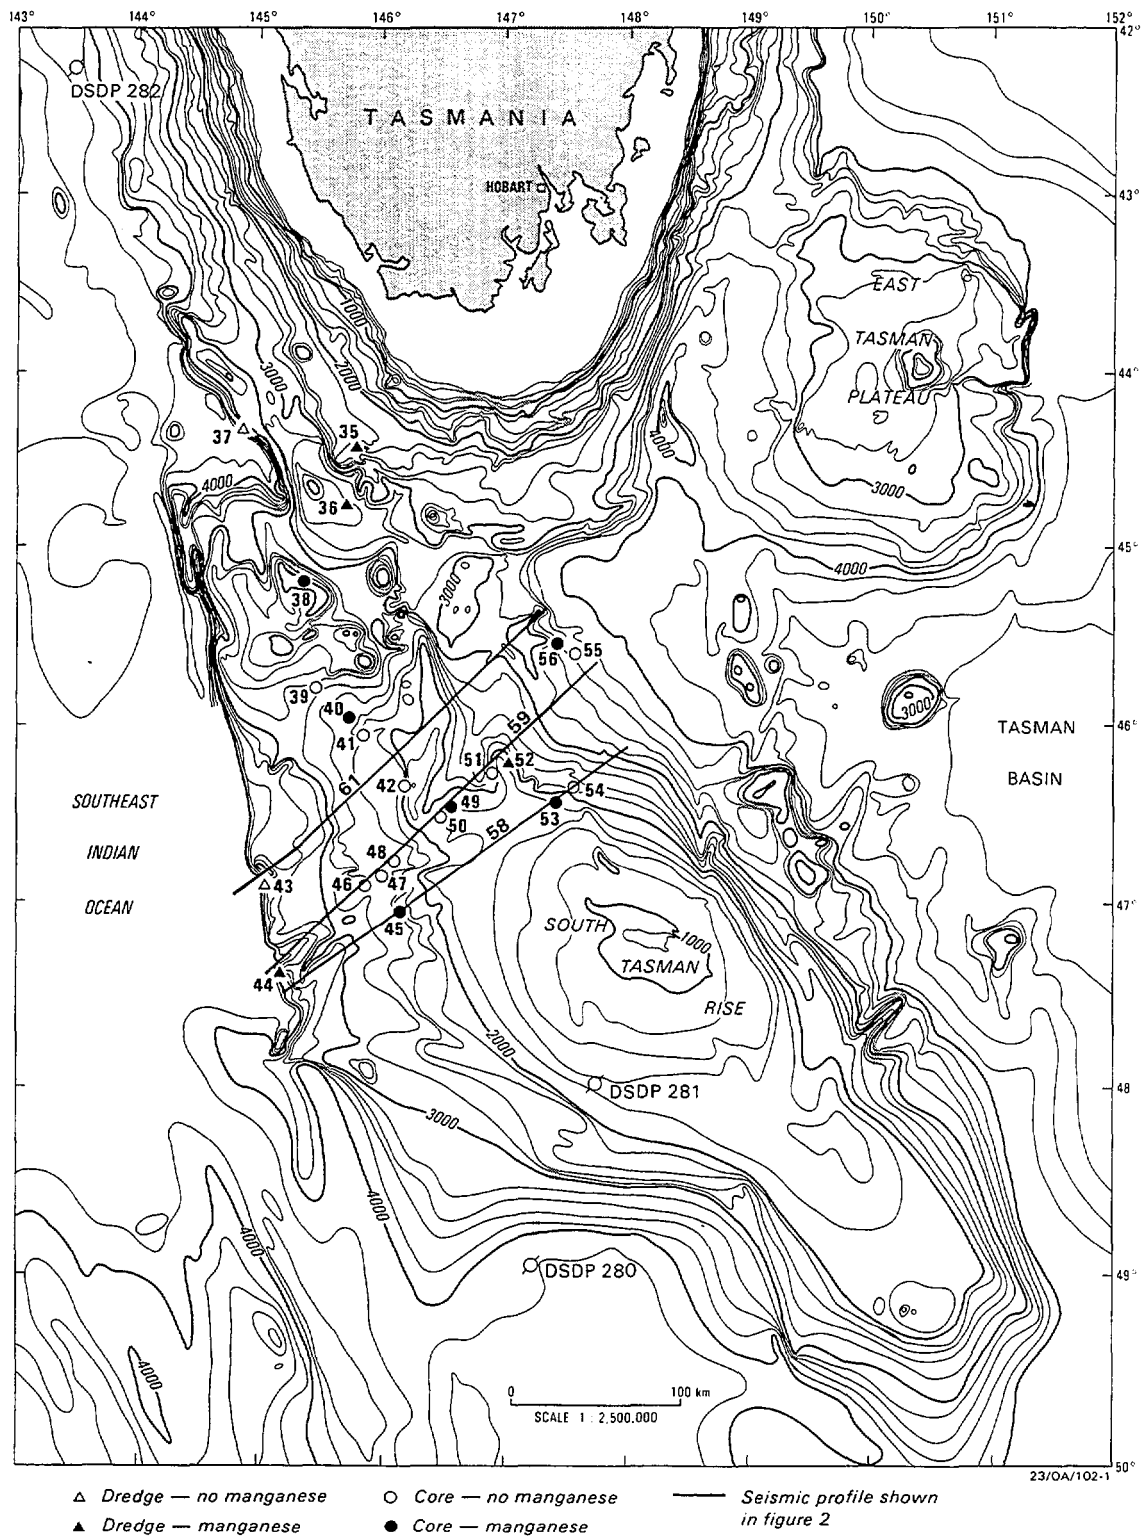 143° 144° 145° 146° 147° 148° 149° 150° 151° 152°
42°
DSDP 282
TASMANIA
HOBART
43°
1000
EAST
TASMAN
PLATEAU
2000
3000
44°
37
35
4000
4000
36
3000
45°
4000
38
3000
56
55
39
3000
40
46°
41
59
TASMAN
BASIN
51
52
61
42
54
49
SOUTHEAST
INDIAN
OCEAN
50
58
53
48
46
47
43
47°
45
SOUTH
1000
TASMAN
RISE
44
2000
DSDP 281
48°
3000
4000
4000
DSDP 280
49°
4000
0 100 km
SCALE 1 : 2,500,000
50°
23/OA/102-1
Dredge — no manganese
Core — no manganese
Seismic profile shown
in figure 2
Dredge — manganese
Core — manganese